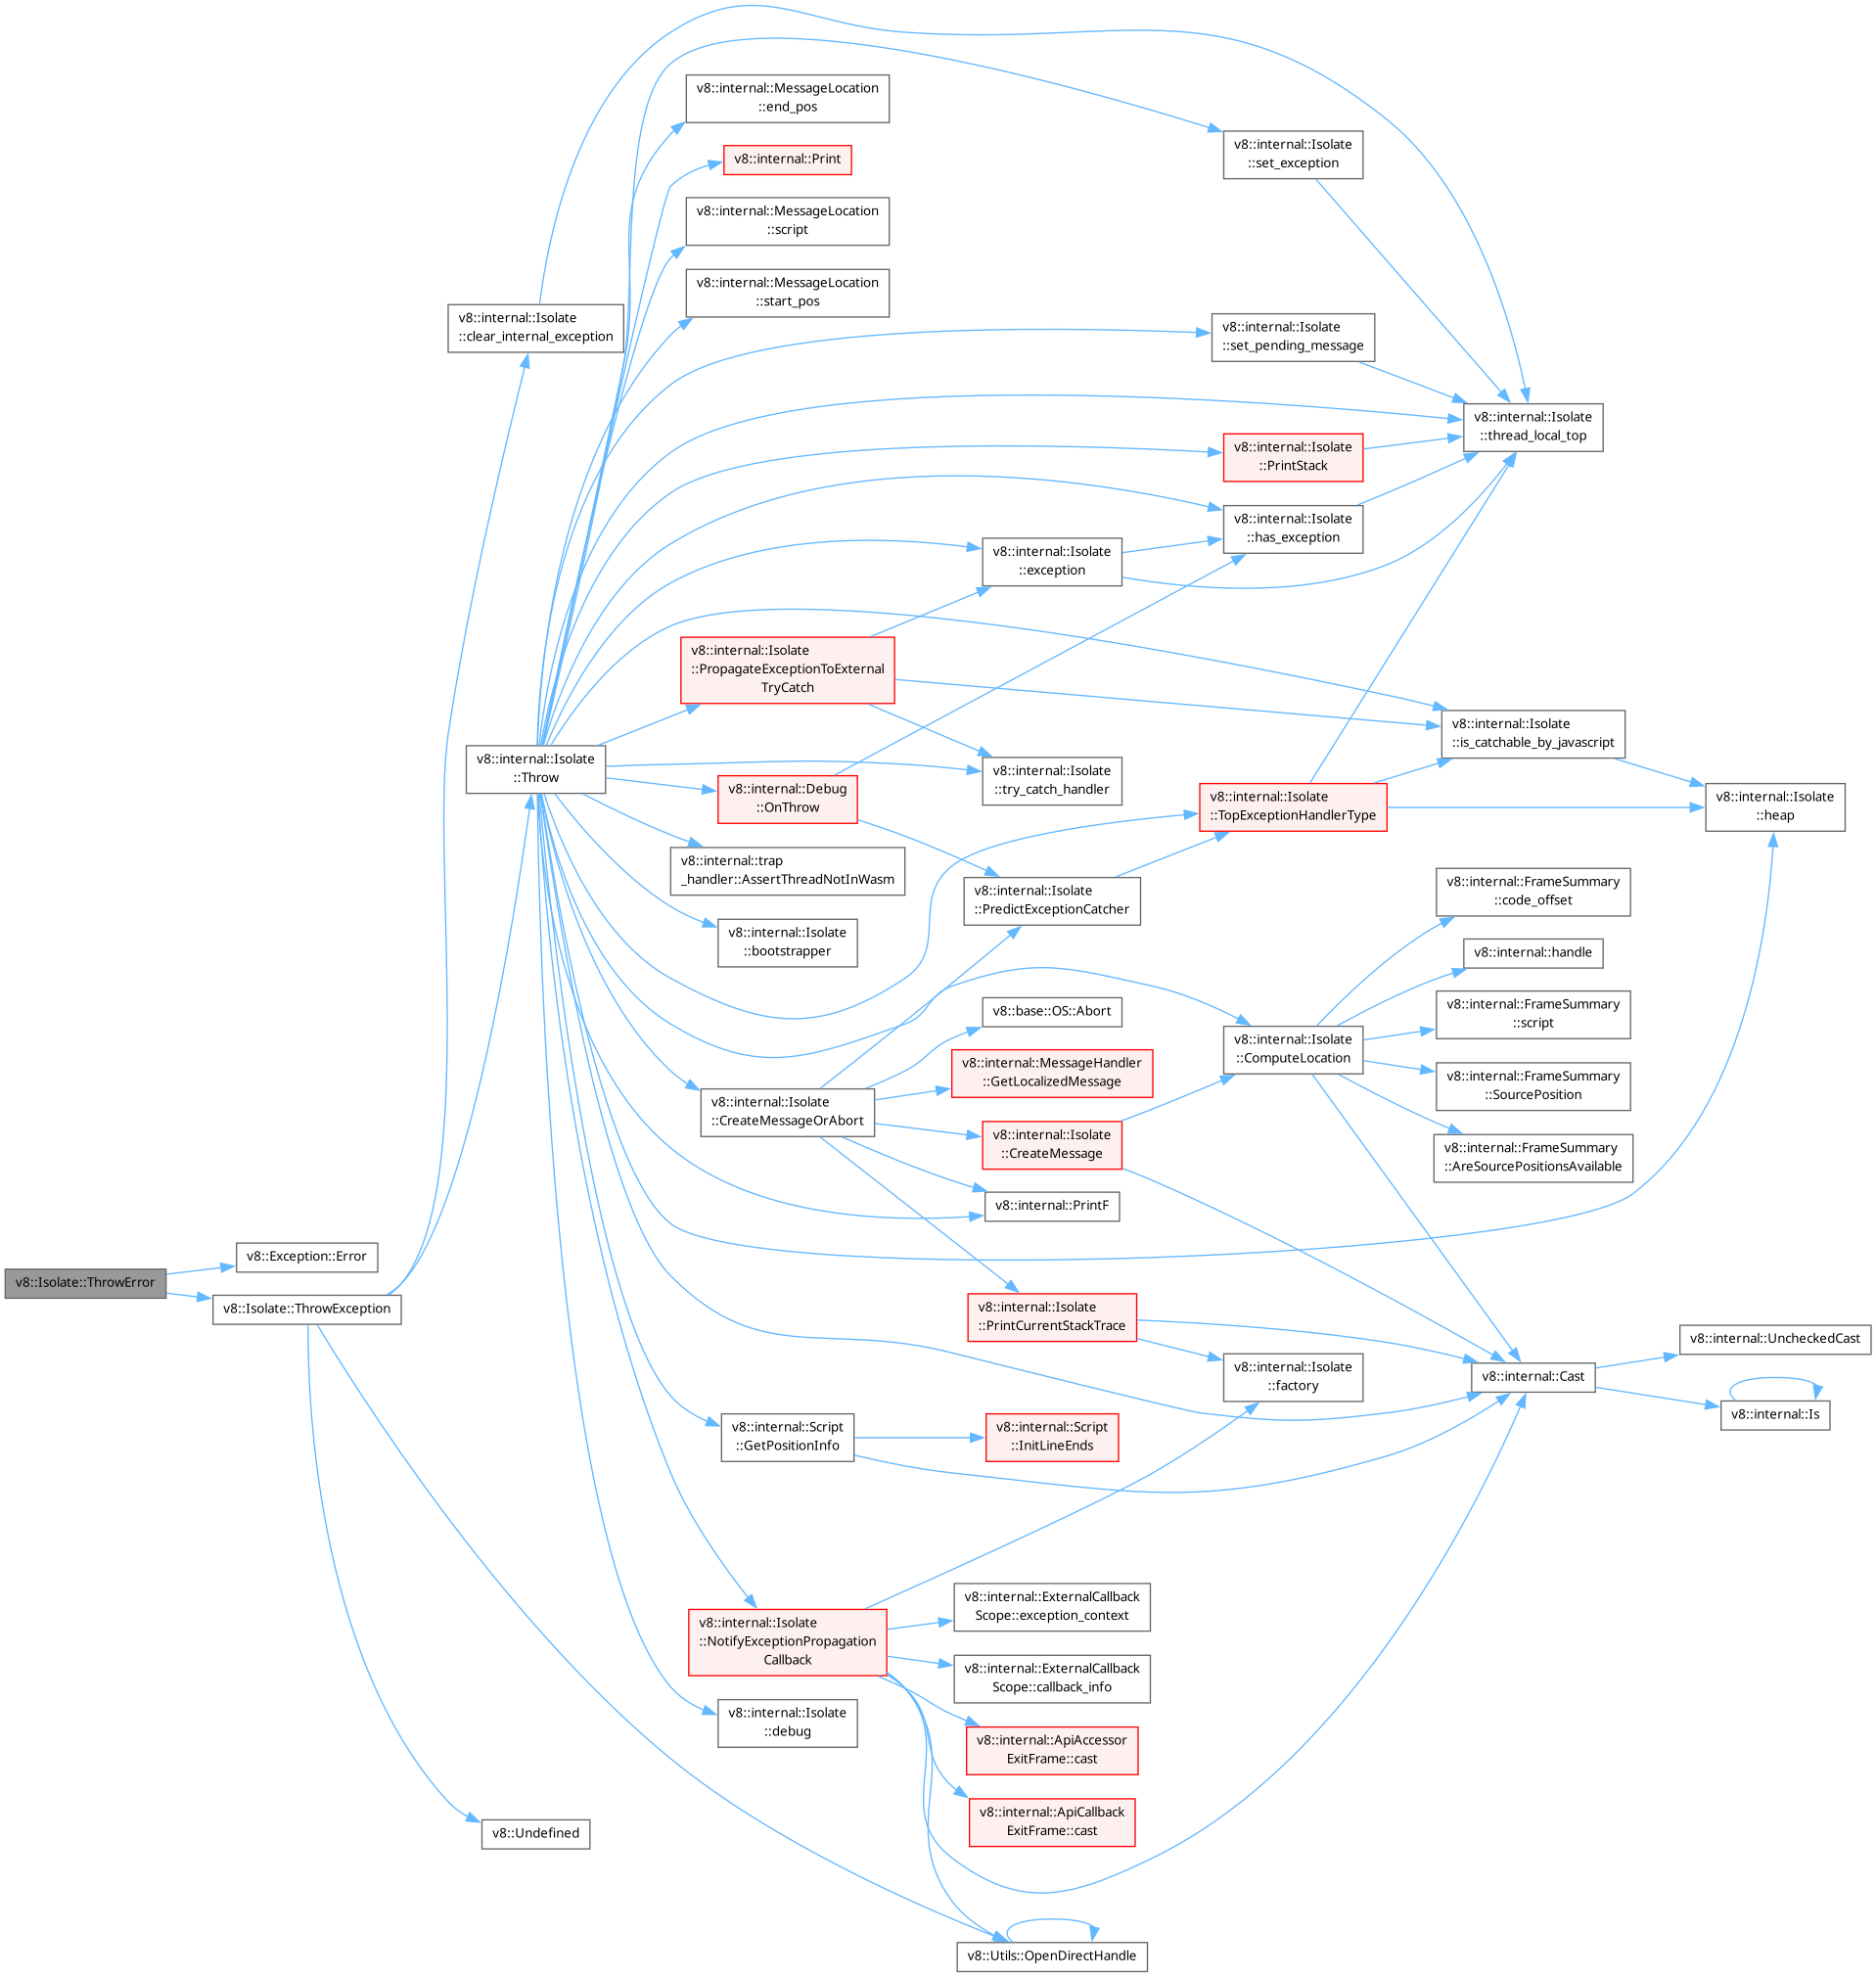 v8::Isolate::ThrowError
v8::Exception::Error
v8::Isolate::ThrowException
v8::internal::Isolate
::clear_internal_exception
v8::internal::Isolate
::Throw
v8::Undefined
v8::internal::MessageLocation
::end_pos
v8::internal::Print
v8::internal::MessageLocation
::script
v8::internal::MessageLocation
::start_pos
v8::internal::Isolate
::PropagateExceptionToExternal
TryCatch
v8::internal::Debug
::OnThrow
v8::internal::trap
_handler::AssertThreadNotInWasm
v8::internal::Isolate
::bootstrapper
v8::internal::Isolate
::CreateMessageOrAbort
v8::internal::Script
::GetPositionInfo
v8::internal::Isolate
::NotifyExceptionPropagation
Callback
v8::internal::Isolate
::debug
v8::internal::Isolate
::exception
v8::internal::Isolate
::try_catch_handler
v8::internal::Isolate
::PredictExceptionCatcher
v8::base::OS::Abort
v8::internal::MessageHandler
::GetLocalizedMessage
v8::internal::Isolate
::CreateMessage
v8::internal::PrintF
v8::internal::Isolate
::PrintCurrentStackTrace
v8::internal::Script
::InitLineEnds
v8::internal::ExternalCallback
Scope::exception_context
v8::internal::ExternalCallback
Scope::callback_info
v8::internal::ApiAccessor
ExitFrame::cast
v8::internal::ApiCallback
ExitFrame::cast
v8::Utils::OpenDirectHandle
v8::internal::Isolate
::set_exception
v8::internal::Isolate
::set_pending_message
v8::internal::Isolate
::PrintStack
v8::internal::Isolate
::has_exception
v8::internal::Isolate
::TopExceptionHandlerType
v8::internal::Isolate
::ComputeLocation
v8::internal::Isolate
::factory
v8::internal::Isolate
::thread_local_top
v8::internal::Isolate
::is_catchable_by_javascript
v8::internal::FrameSummary
::code_offset
v8::internal::handle
v8::internal::FrameSummary
::script
v8::internal::FrameSummary
::SourcePosition
v8::internal::FrameSummary
::AreSourcePositionsAvailable
v8::internal::Cast
v8::internal::Isolate
::heap
v8::internal::UncheckedCast
v8::internal::Is